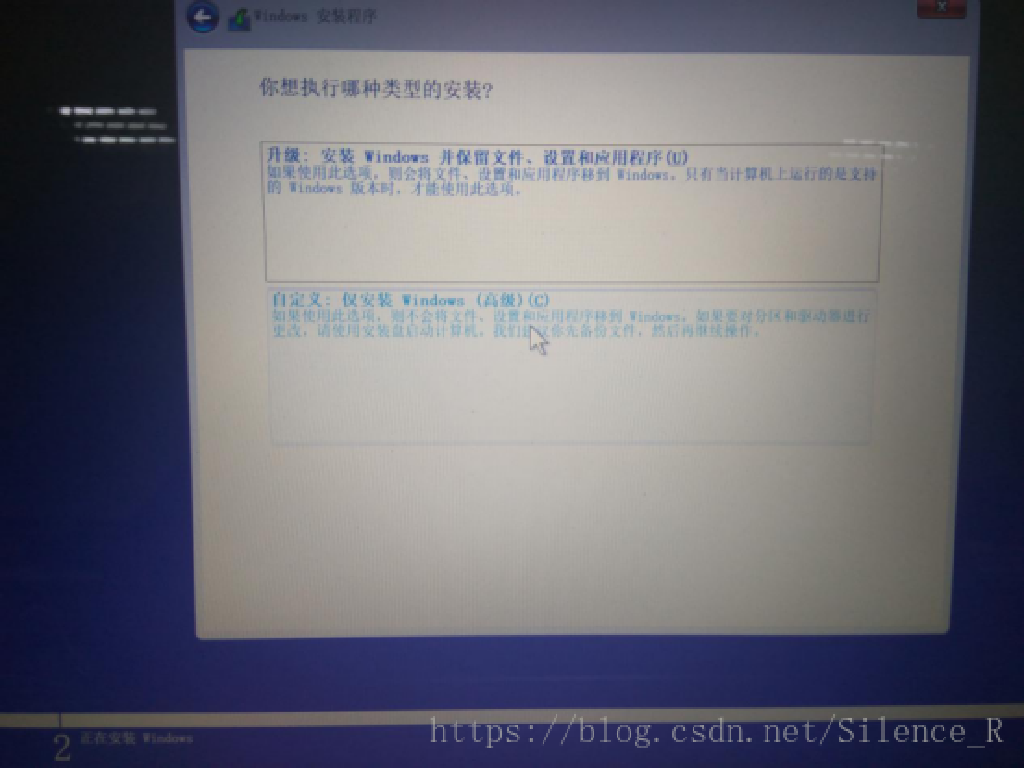 Windows 安装程序
你想执行哪种类型的安装?
升级: 安装 Windows 并保留文件、设置和应用程序(U)
如果使用此选项，则会将文件、设置和应用程序移到 Windows。只有当计算机上运行的是支持
的 Windows 版本时，才能使用此选项。
自定义: 仅安装 Windows (高级)(C)
如果使用此选项，则不会将文件、设置和应用程序移到 Windows。如果要对分区和驱动器进行
更改，请使用安装盘启动计算机。我们建议你先备份文件，然后再继续操作。
2 正在安装 Windows
https://blog.csdn.net/Silence_R